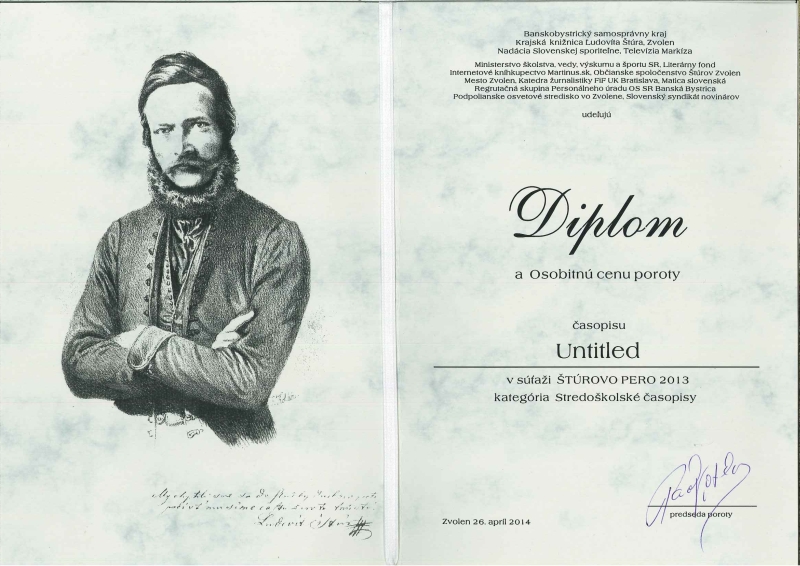 Ľudovít Štúr
Banskobystrický samosprávny kraj
Krajská knižnica Ľudovíta Štúra, Zvolen
Nadácia Slovenskej sporiteľne, Televízia Markíza
Ministerstvo školstva, vedy, výskumu a športu SR, Literárny fond
Internetové kníhkupectvo Martinus.sk, Občianske spoločenstvo Štúrov Zvolen
Mesto Zvolen, Katedra žurnalistiky FiF UK Bratislava, Matica slovenská
Regrutačná skupina Personálneho úradu OS SR Banská Bystrica
Podpolianske osvetové stredisko vo Zvolene, Slovenský syndikát novinárov
udeľujú
Diplom
a Osobitnú cenu poroty
časopisu
Untitled
v súťaži ŠTÚROVO PERO 2013
kategória Stredoškolské časopisy
predseda poroty
Zvolen 26. apríl 2014